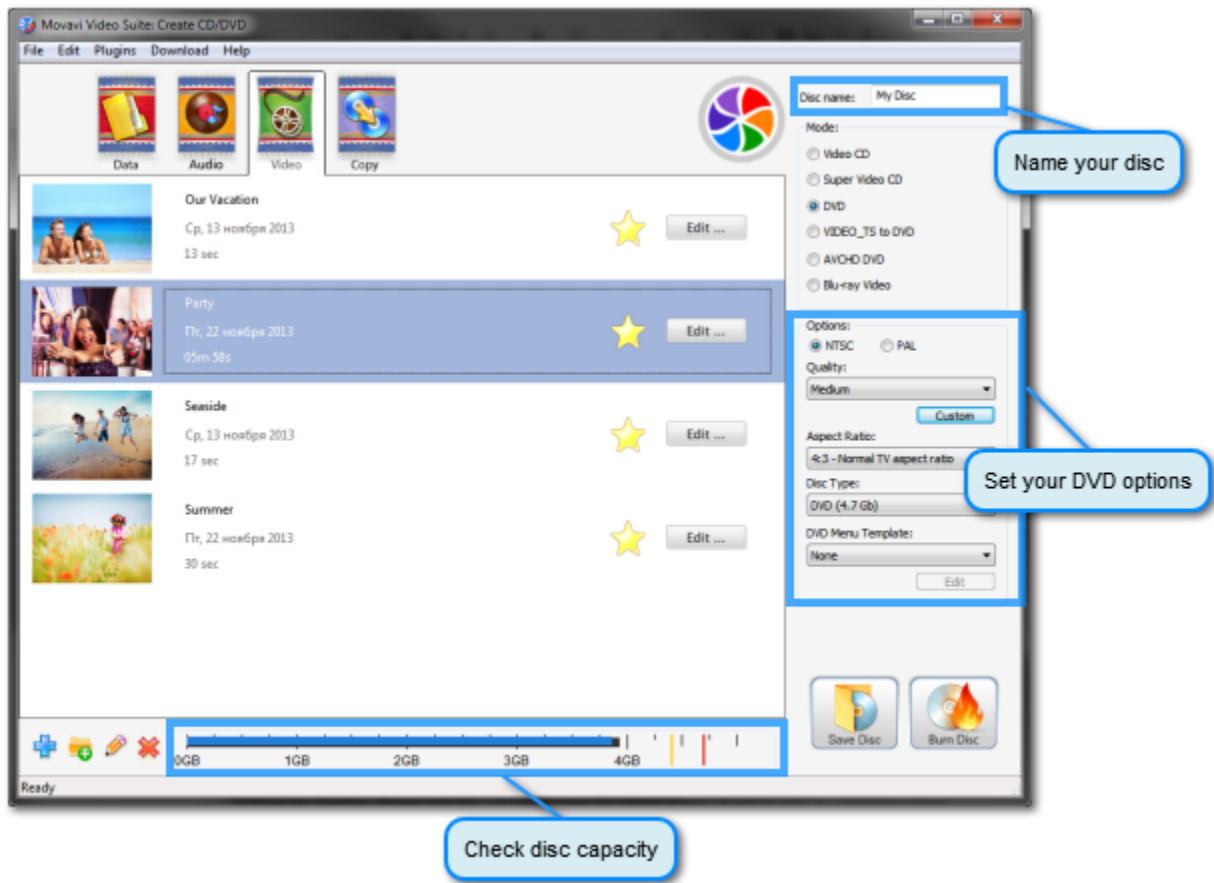 Movavi Video Suite: Create CD/DVD
File Edit Plugins Download Help
Data
Audio
Video
Copy
Our Vacation
Ср, 13 ноября 2013
13 sec
Edit ...
Party
Пт, 22 ноября 2013
05m 58s
Edit ...
Seaside
Ср, 13 ноября 2013
17 sec
Edit ...
Summer
Пт, 22 ноября 2013
30 sec
Edit ...
Disc name: My Disc
Name your disc
Mode:
Video CD
Super Video CD
DVD
VIDEO_TS to DVD
AVCHD DVD
Blu-ray Video
Options:
NTSC PAL
Quality:
Medium
Custom
Aspect Ratio:
4:3 - Normal TV aspect ratio
Set your DVD options
Disc Type:
DVD (4.7 Gb)
DVD Menu Template:
None
Edit
Save Disc
Burn Disc
0GB 1GB 2GB 3GB 4GB
Ready
Check disc capacity